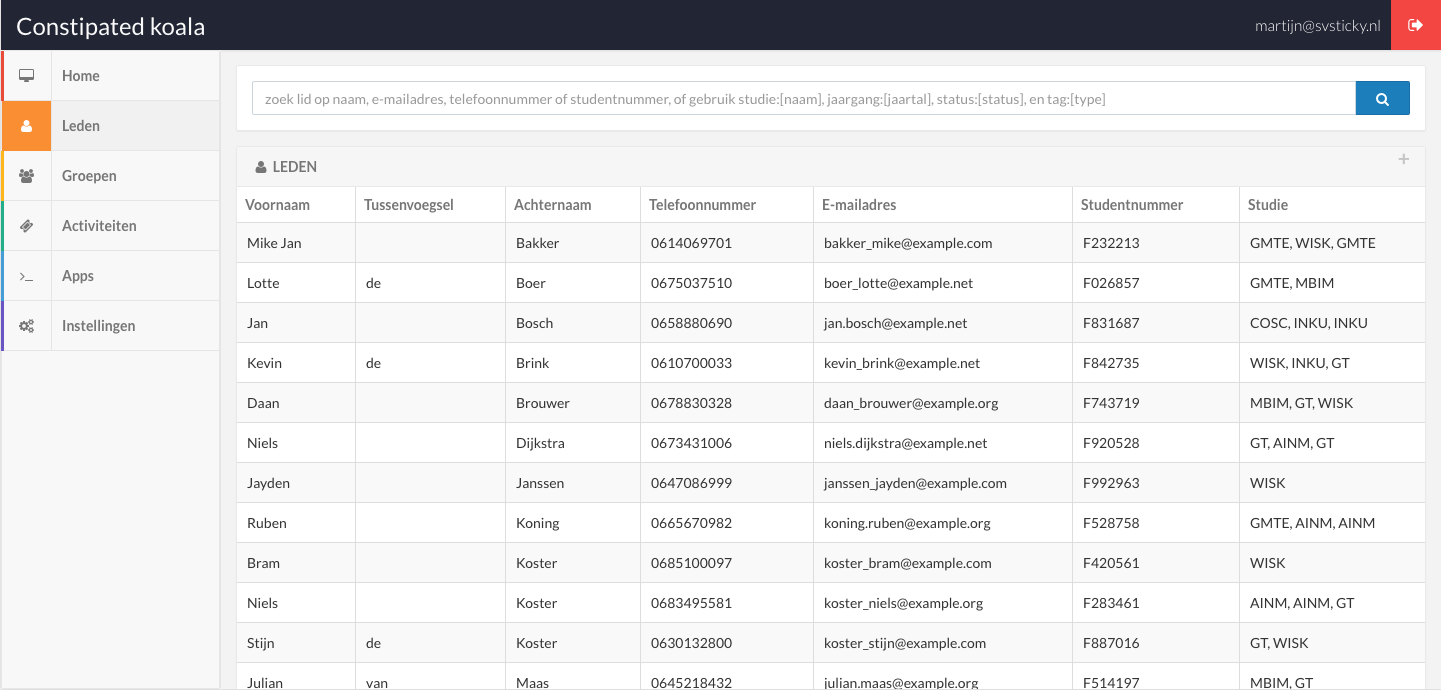 Constipated koala martijn@svsticky.nl
Home
Leden
Groepen
Activiteiten
Apps
Instellingen
zoek lid op naam, e-mailadres, telefoonnummer of studentnummer, of gebruik studie:[naam], jaargang:[jaartal], status:[status], en tag:[type]
LEDEN
Voornaam Tussenvoegsel Achternaam Telefoonnummer E-mailadres Studentnummer Studie
Mike Jan Bakker 0614069701 bakker_mike@example.com F232213 GMTE, WISK, GMTE
Lotte de Boer 0675037510 boer_lotte@example.net F026857 GMTE, MBIM
Jan Bosch 0658880690 jan.bosch@example.net F831687 COSC, INKU, INKU
Kevin de Brink 0610700033 kevin_brink@example.net F842735 WISK, INKU, GT
Daan Brouwer 0678830328 daan_brouwer@example.org F743719 MBIM, GT, WISK
Niels Dijkstra 0673431006 niels.dijkstra@example.net F920528 GT, AINM, GT
Jayden Janssen 0647086999 janssen_jayden@example.com F992963 WISK
Ruben Koning 0665670982 koning.ruben@example.org F528758 GMTE, AINM, AINM
Bram Koster 0685100097 koster_bram@example.com F420561 WISK
Niels Koster 0683495581 koster_niels@example.org F283461 AINM, AINM, GT
Stijn de Koster 0630132800 koster_stijn@example.com F887016 GT, WISK
Julian van Maas 0645218432 julian.maas@example.org F514197 MBIM, GT